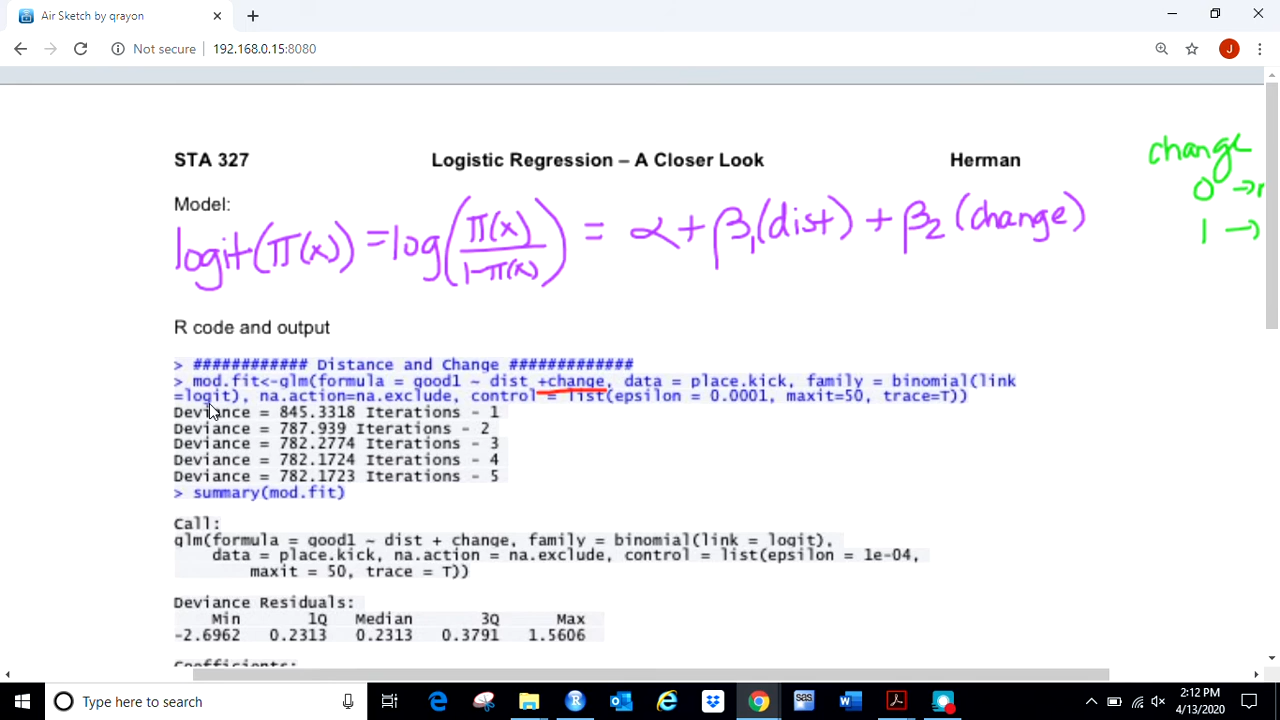 Air Sketch by qrayon
Not secure | 192.168.0.15:8080
J
STA 327 Logistic Regression – A Closer Look Herman
change
0 →
1 →
Model:
logit(π(x)) = log(π(x)/1-π(x)) = α + β₁(dist) + β₂(change)
R code and output
> ############ Distance and Change #############
> mod.fit<-glm(formula = good1 ~ dist +change, data = place.kick, family = binomial(link
=logit), na.action=na.exclude, control = list(epsilon = 0.0001, maxit=50, trace=T))
Deviance = 845.3318 Iterations - 1
Deviance = 787.939 Iterations - 2
Deviance = 782.2774 Iterations - 3
Deviance = 782.1724 Iterations - 4
Deviance = 782.1723 Iterations - 5
> summary(mod.fit)
Call:
glm(formula = good1 ~ dist + change, family = binomial(link = logit),
data = place.kick, na.action = na.exclude, control = list(epsilon = 1e-04,
maxit = 50, trace = T))
Deviance Residuals:
Min 1Q Median 3Q Max
-2.6962 0.2313 0.2313 0.3791 1.5606
Coefficients:
Type here to search
sas
2:12 PM
4/13/2020